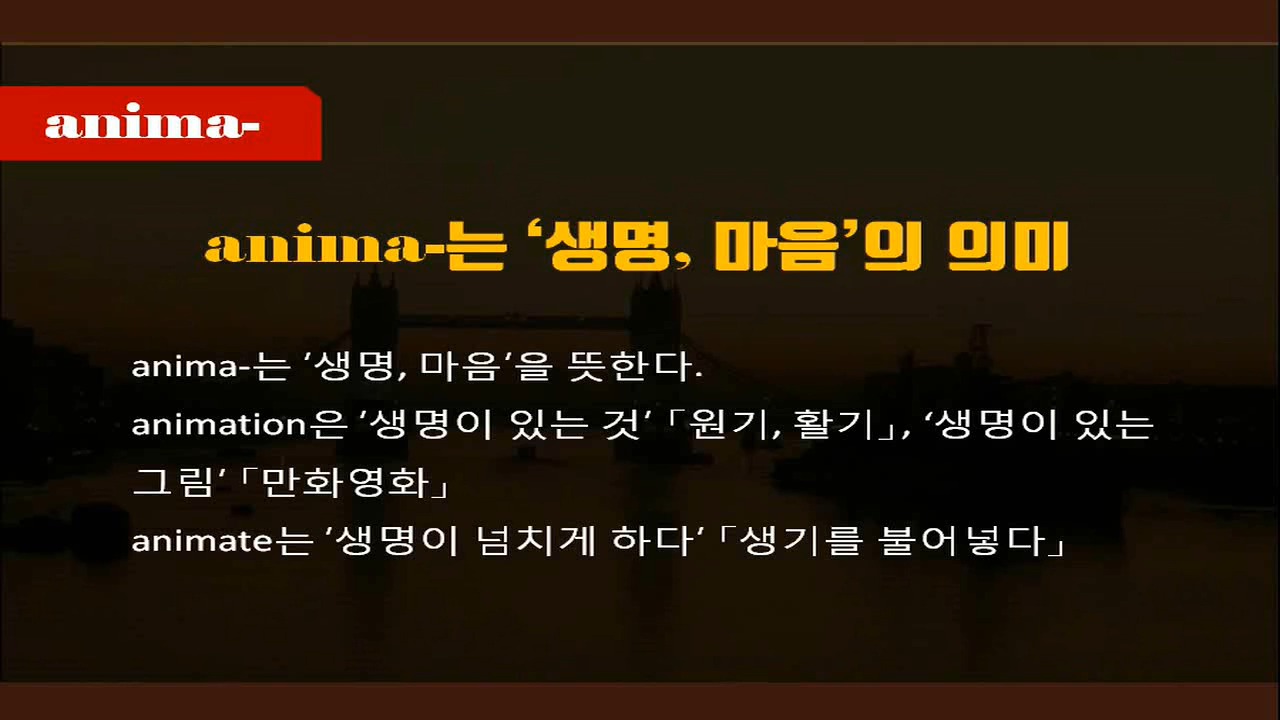 anima-
anima-는 ‘생명, 마음’의 의미
anima-는 ‘생명, 마음‘을 뜻한다.
animation은 ’생명이 있는 것’「원기, 활기」, ‘생명이 있는
그림’「만화영화」
animate는 ’생명이 넘치게 하다‘「생기를 불어넣다」